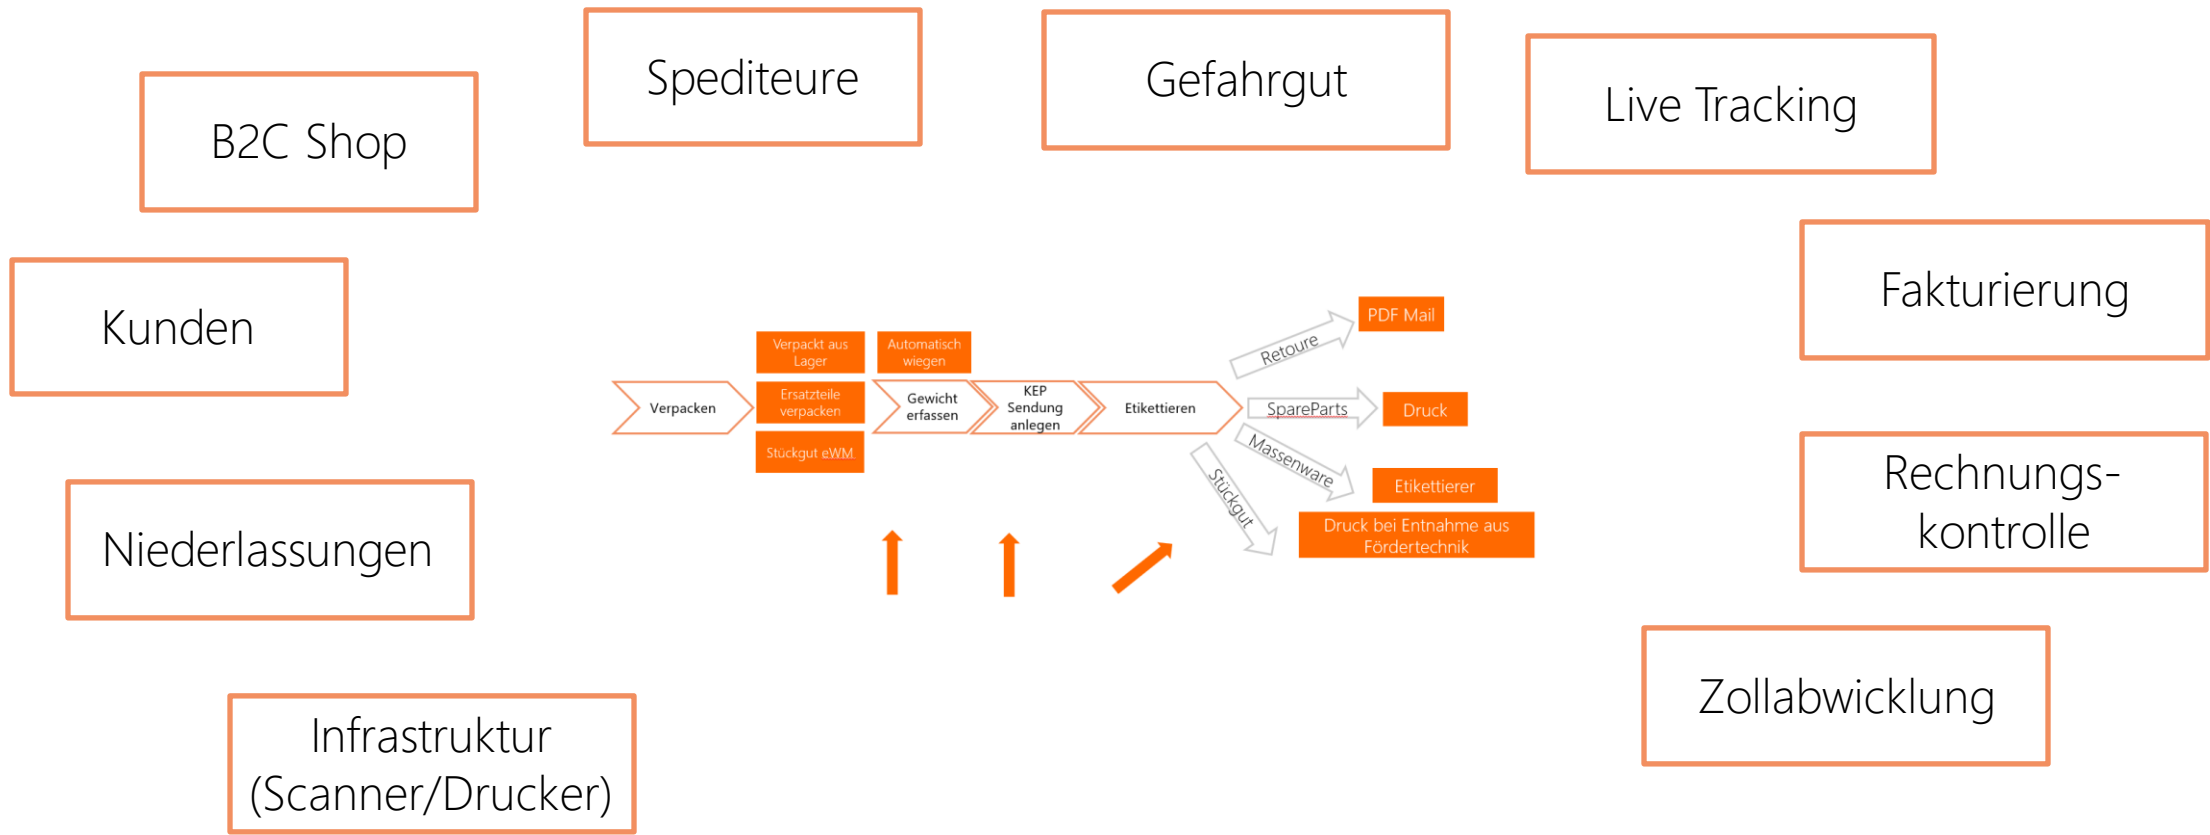 Spediteure
Gefahrgut
Live Tracking
B2C Shop
Kunden
Fakturierung
Niederlassungen
Rechnungs-
kontrolle
Infrastruktur
(Scanner/Drucker)
Zollabwicklung
Verpacken
Verpackt aus
Lager
Ersatzteile
verpacken
Stückgut eWM
Automatisch
wiegen
Gewicht
erfassen
KEP
Sendung
anlegen
Etikettieren
Retoure
PDF Mail
SpareParts
Druck
Massenware
Etikettierer
Stückgut
Druck bei Entnahme aus
Fördertechnik